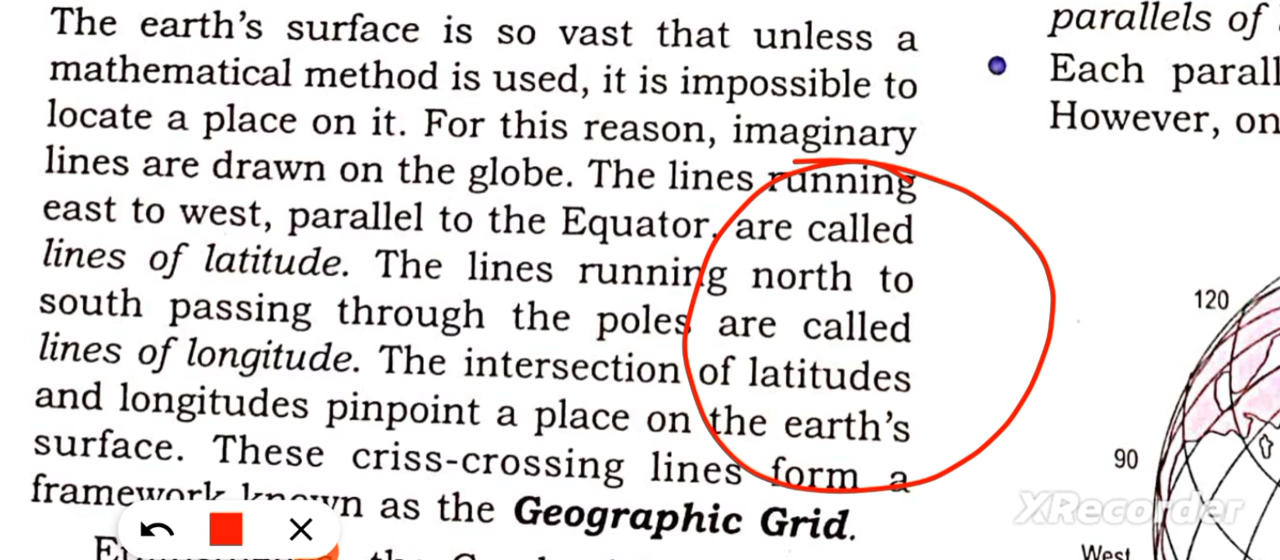 The earth's surface is so vast that unless a
mathematical method is used, it is impossible to
locate a place on it. For this reason, imaginary
lines are drawn on the globe. The lines running
east to west, parallel to the Equator, are called
lines of latitude. The lines running north to
south passing through the poles are called
lines of longitude. The intersection of latitudes
and longitudes pinpoint a place on the earth's
surface. These criss-crossing lines form a
framework known as the Geographic Grid.
parallels of
Each
However, on
120
90
West
XRecorder